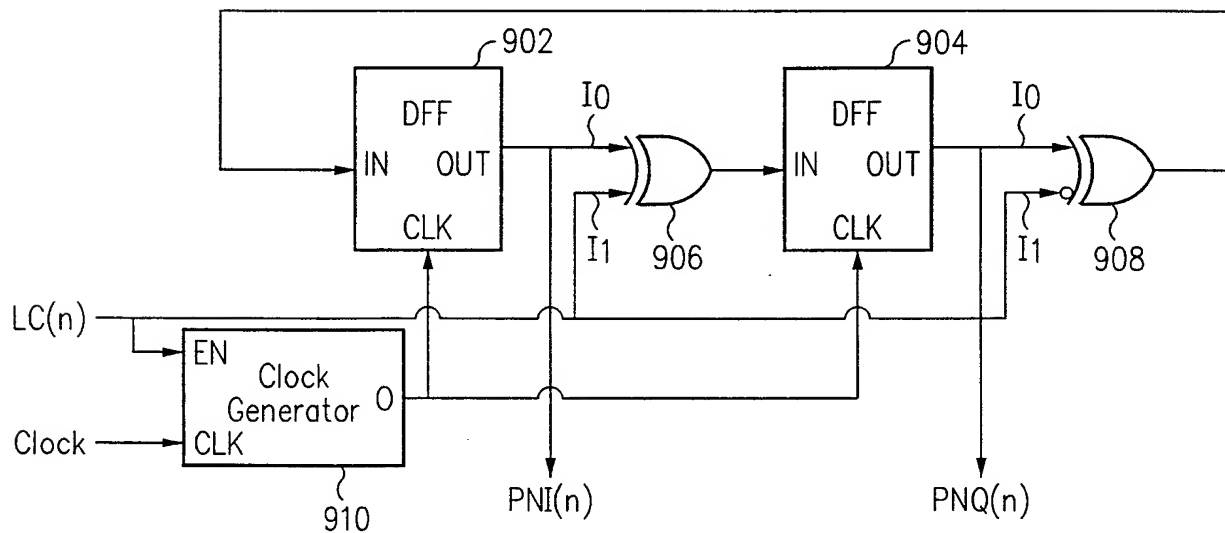 902
904
DFF
IN
OUT
CLK
I0
I1
906
DFF
IN
OUT
CLK
I0
I1
908
LC(n)
EN
Clock
Generator
O
Clock
CLK
910
PNI(n)
PNQ(n)